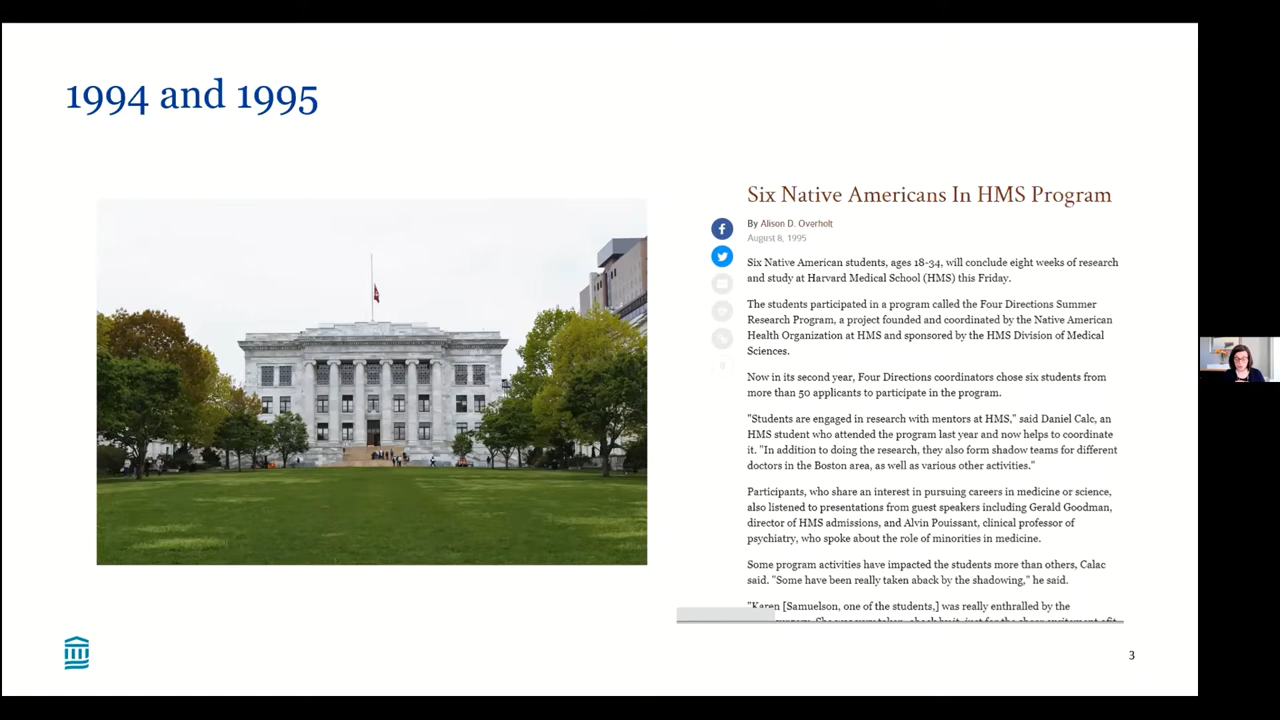 1994 and 1995
Six Native Americans In HMS Program
By Alison D. Overholt
August 8, 1995
Six Native American students, ages 18-34, will conclude eight weeks of research
and study at Harvard Medical School (HMS) this Friday.
The students participated in a program called the Four Directions Summer
Research Program, a project founded and coordinated by the Native American
Health Organization at HMS and sponsored by the HMS Division of Medical
Sciences.
Now in its second year, Four Directions coordinators chose six students from
more than 50 applicants to participate in the program.
"Students are engaged in research with mentors at HMS," said Daniel Calc, an
HMS student who attended the program last year and now helps to coordinate
it. "In addition to doing the research, they also form shadow teams for different
doctors in the Boston area, as well as various other activities."
Participants, who share an interest in pursuing careers in medicine or science,
also listened to presentations from guest speakers including Gerald Goodman,
director of HMS admissions, and Alvin Pouissant, clinical professor of
psychiatry, who spoke about the role of minorities in medicine.
Some program activities have impacted the students more than others, Calac
said. "Some have been really taken aback by the shadowing," he said.
"Karen [Samuelson, one of the students,] was really enthralled by the
3